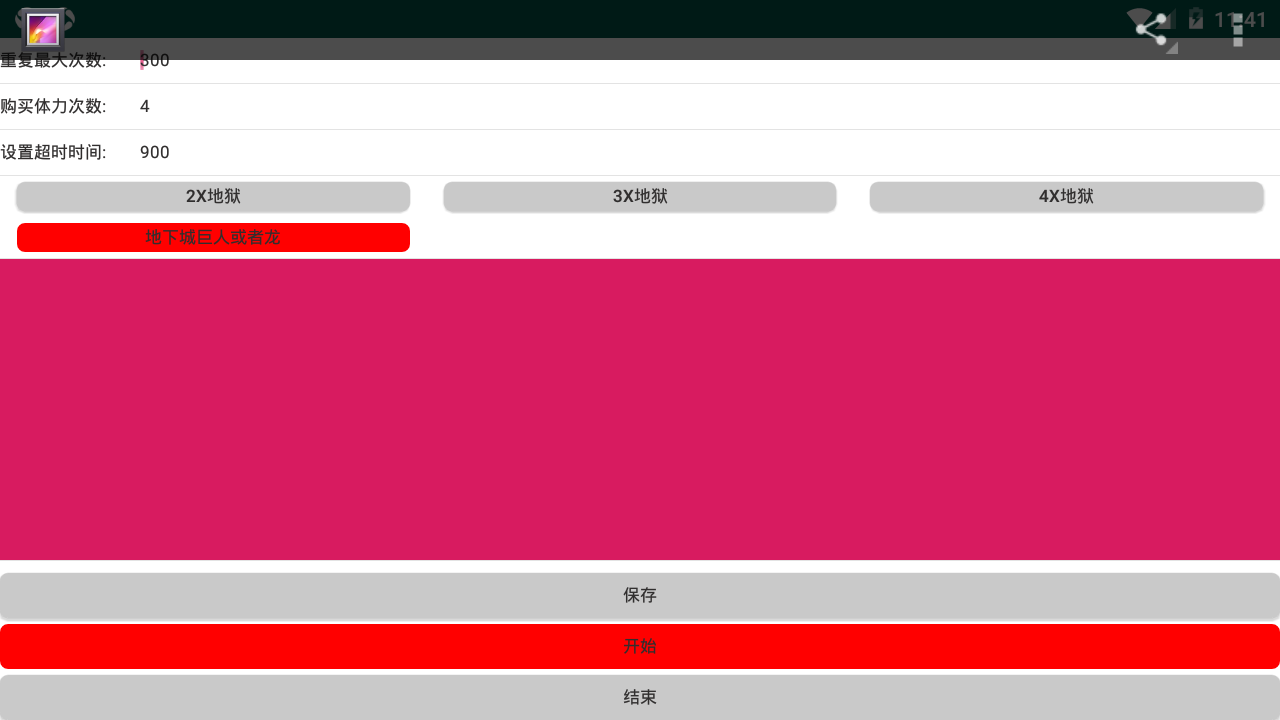 11:41
重复最大次数: 800
购买体力次数: 4
设置超时时间: 900
2X地狱 3X地狱 4X地狱
地下城巨人或者龙
保存
开始
结束